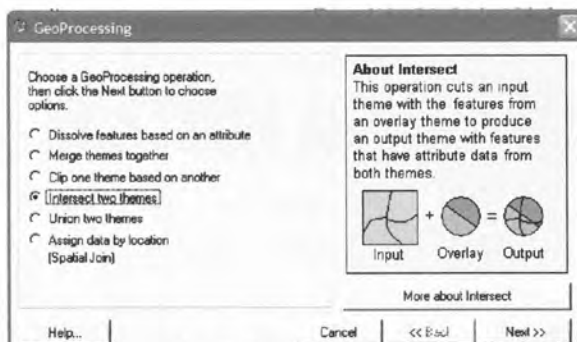 GeoProcessing
Choose a GeoProcessing operation,
then click the Next button to choose
options.
Dissolve features based on an attribute
Merge themes together
Clip one theme based on another
Intersect two themes
Union two themes
Assign data by location
(Spatial Join)
About Intersect
This operation cuts an input
theme with the features from
an overlay theme to produce
an output theme with features
that have attribute data from
both themes.
+ =
Input Overlay Output
More about Intersect
Help... Cancel << Back Next >>